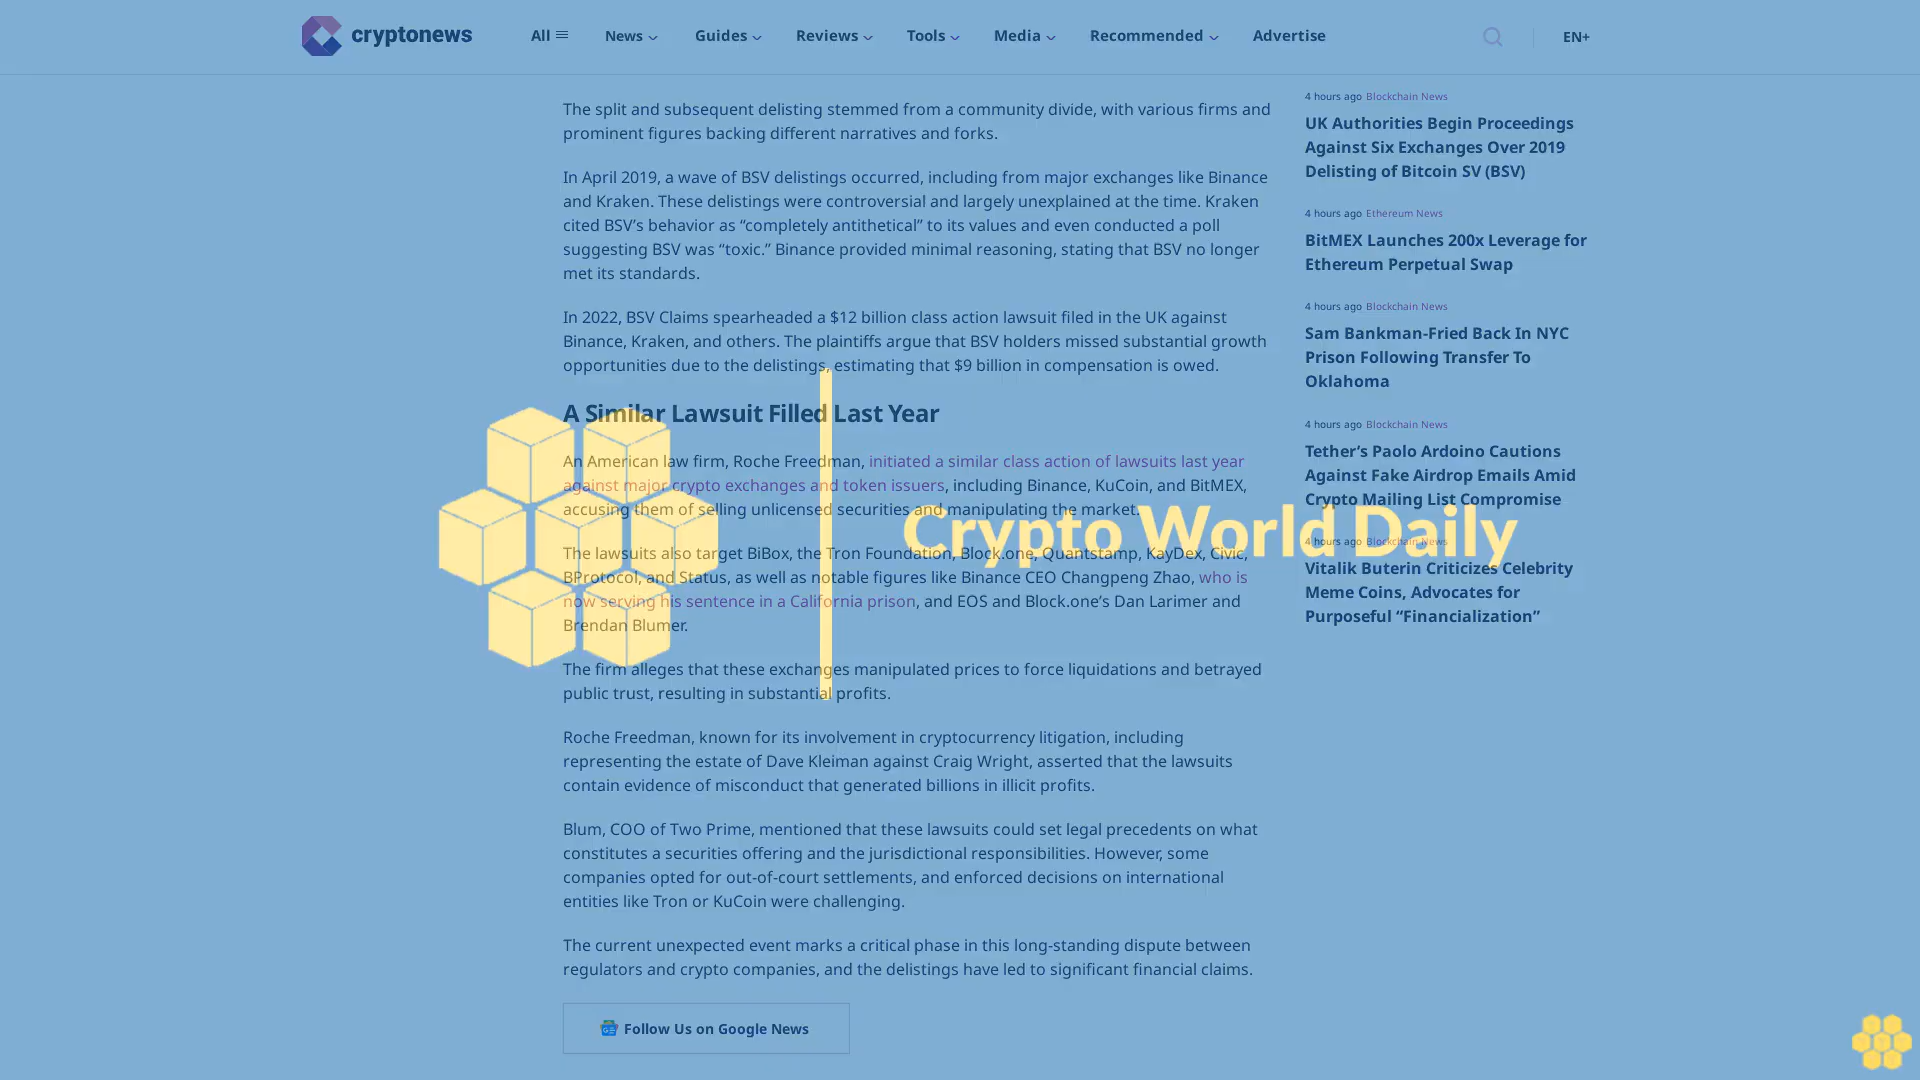 cryptonews
All
News
Guides
Reviews
Tools
Media
Recommended
Advertise
EN+
The split and subsequent delisting stemmed from a community divide, with various firms and
prominent figures backing different narratives and forks.
In April 2019, a wave of BSV delistings occurred, including from major exchanges like Binance
and Kraken. These delistings were controversial and largely unexplained at the time. Kraken
cited BSV’s behavior as “completely antithetical” to its values and even conducted a poll
suggesting BSV was “toxic.” Binance provided minimal reasoning, stating that BSV no longer
met its standards.
In 2022, BSV Claims spearheaded a $12 billion class action lawsuit filed in the UK against
Binance, Kraken, and others. The plaintiffs argue that BSV holders missed substantial growth
opportunities due to the delistings, estimating that $9 billion in compensation is owed.
A Similar Lawsuit Filled Last Year
An American law firm, Roche Freedman, initiated a similar class action of lawsuits last year
against major crypto exchanges and token issuers, including Binance, KuCoin, and BitMEX,
accusing them of selling unlicensed securities and manipulating the market.
The lawsuits also target BiBox, the Tron Foundation, Block.one, Quantstamp, KayDex, Civic,
BProtocol, and Status, as well as notable figures like Binance CEO Changpeng Zhao, who is
now serving his sentence in a California prison, and EOS and Block.one’s Dan Larimer and
Brendan Blumer.
The firm alleges that these exchanges manipulated prices to force liquidations and betrayed
public trust, resulting in substantial profits.
Roche Freedman, known for its involvement in cryptocurrency litigation, including
representing the estate of Dave Kleiman against Craig Wright, asserted that the lawsuits
contain evidence of misconduct that generated billions in illicit profits.
Blum, COO of Two Prime, mentioned that these lawsuits could set legal precedents on what
constitutes a securities offering and the jurisdictional responsibilities. However, some
companies opted for out-of-court settlements, and enforced decisions on international
entities like Tron or KuCoin were challenging.
The current unexpected event marks a critical phase in this long-standing dispute between
regulators and crypto companies, and the delistings have led to significant financial claims.
Follow Us on Google News
4 hours ago Blockchain News
UK Authorities Begin Proceedings
Against Six Exchanges Over 2019
Delisting of Bitcoin SV (BSV)
4 hours ago Ethereum News
BitMEX Launches 200x Leverage for
Ethereum Perpetual Swap
4 hours ago Blockchain News
Sam Bankman-Fried Back In NYC
Prison Following Transfer To
Oklahoma
4 hours ago Blockchain News
Tether’s Paolo Ardoino Cautions
Against Fake Airdrop Emails Amid
Crypto Mailing List Compromise
4 hours ago Blockchain News
Vitalik Buterin Criticizes Celebrity
Meme Coins, Advocates for
Purposeful “Financialization”
Crypto World Daily